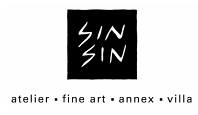 SIN
SIN
atelier ▪ fine art ▪ annex ▪ villa